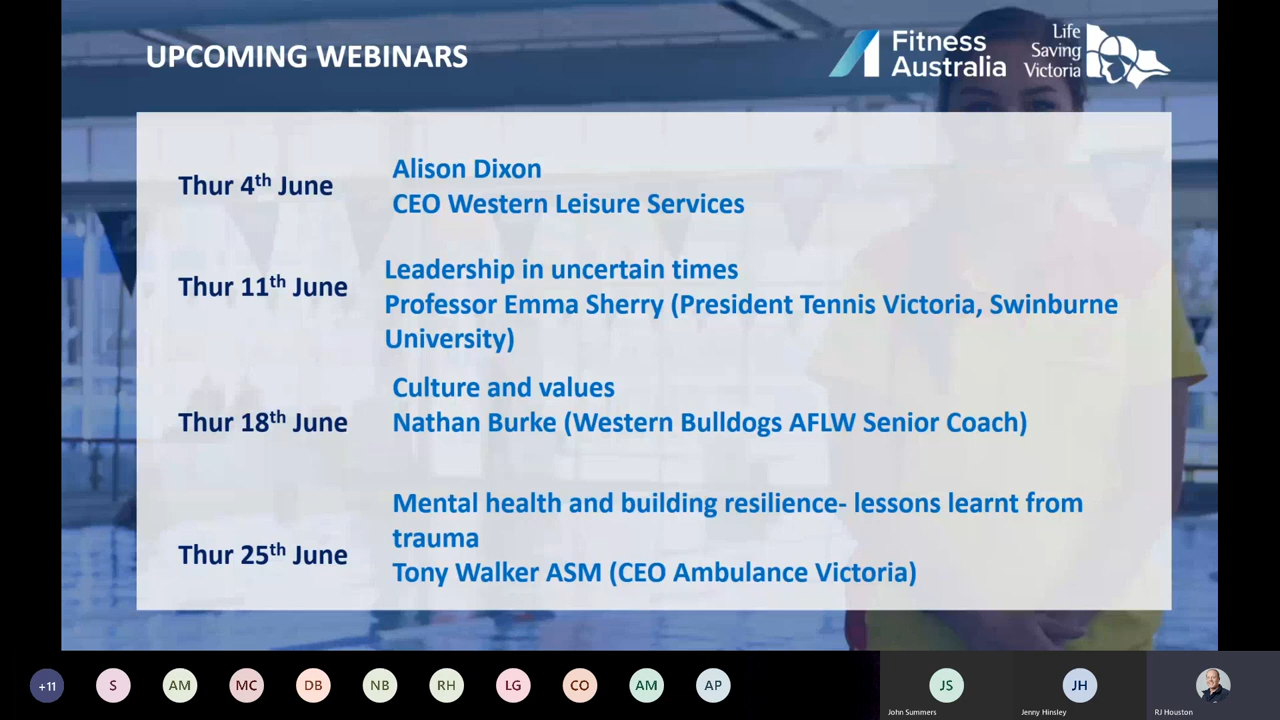 UPCOMING WEBINARS
Fitness
Australia
Life
Saving
Victoria
Thur 4th June
Alison Dixon
CEO Western Leisure Services
Thur 11th June
Leadership in uncertain times
Professor Emma Sherry (President Tennis Victoria, Swinburne
University)
Thur 18th June
Culture and values
Nathan Burke (Western Bulldogs AFLW Senior Coach)
Thur 25th June
Mental health and building resilience- lessons learnt from
trauma
Tony Walker ASM (CEO Ambulance Victoria)
+11
S
AM
MC
DB
NB
RH
LG
CO
AM
AP
JS
John Summers
JH
Jenny Hinsley
RJ Houston